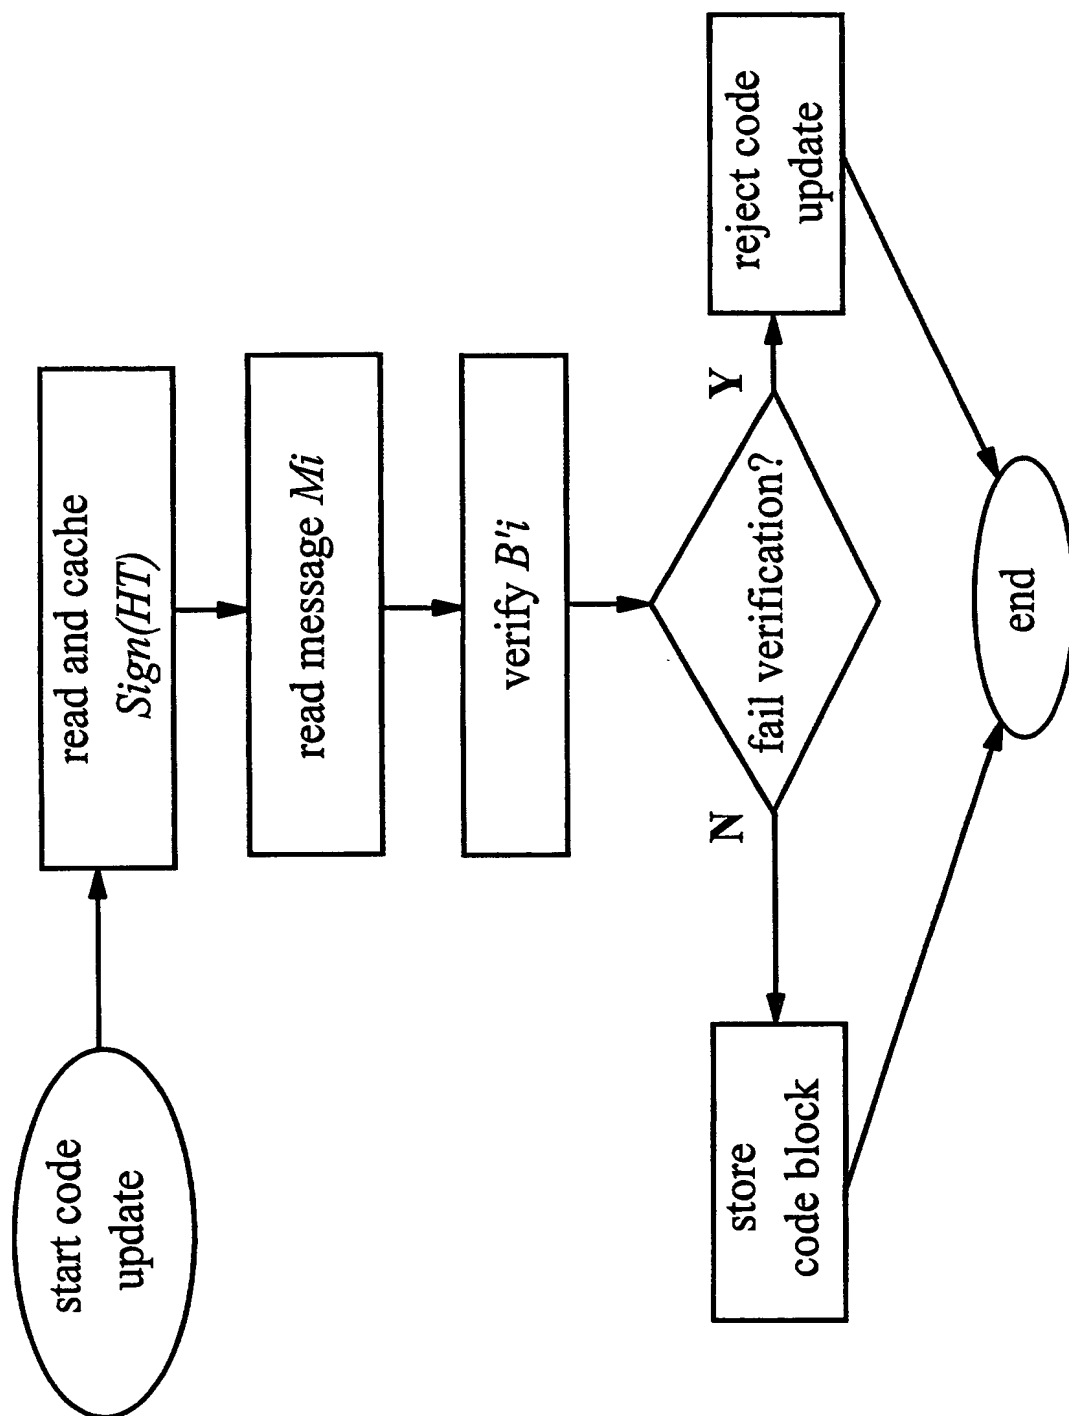 start code
update
read and cache
Sign(HT)
read message Mi
verify B'i
fail verification?
N
Y
store
code block
reject code
update
end